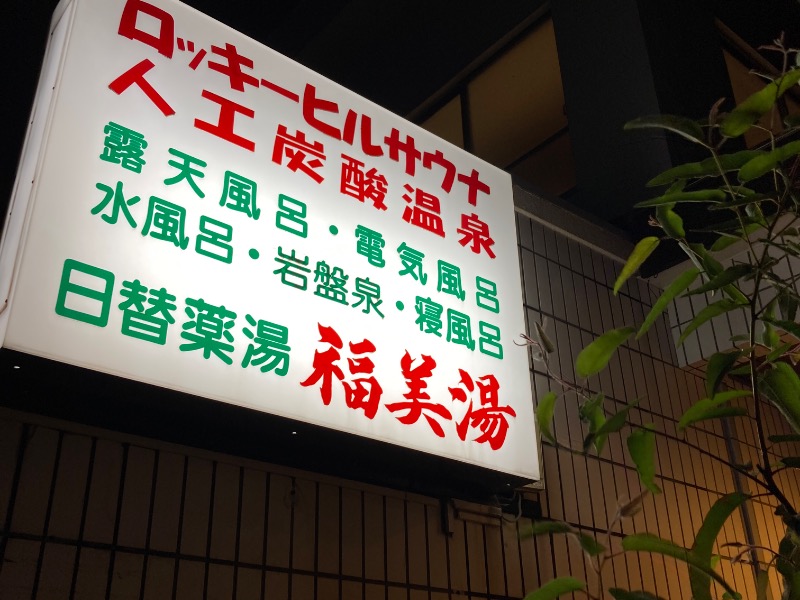 ロッキーヒルサウナ
人工炭酸温泉
露天風呂・電気風呂
水風呂・岩盤泉・寝風呂
日替薬湯 福美湯